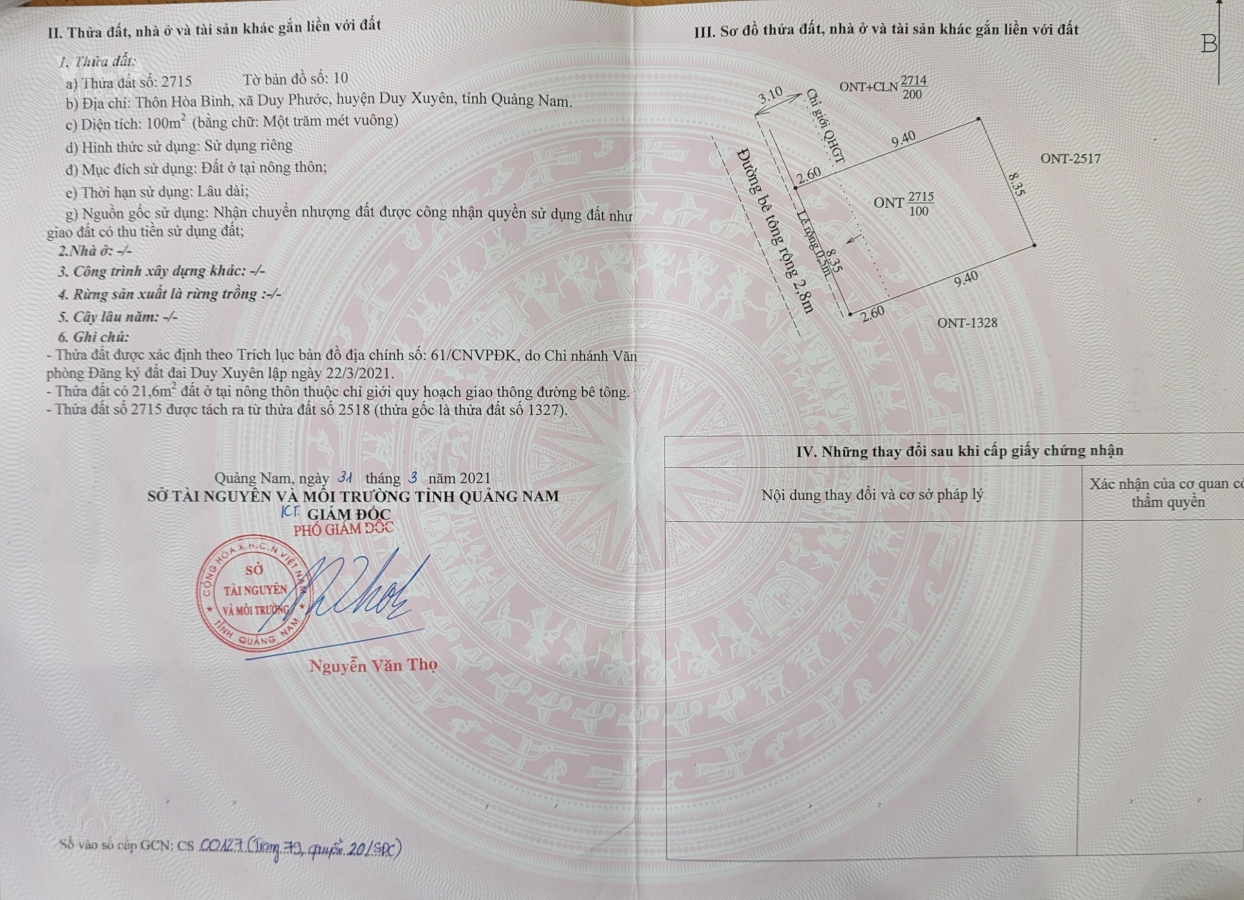 II. Thửa đất, nhà ở và tài sản khác gắn liền với đất
1. Thửa đất:
a) Thửa đất số: 2715 Tờ bản đồ số: 10
b) Địa chỉ: Thôn Hòa Bình, xã Duy Phước, huyện Duy Xuyên, tỉnh Quảng Nam.
c) Diện tích: 100m² (bằng chữ: Một trăm mét vuông)
d) Hình thức sử dụng: Sử dụng riêng
đ) Mục đích sử dụng: Đất ở tại nông thôn;
e) Thời hạn sử dụng: Lâu dài;
g) Nguồn gốc sử dụng: Nhận chuyển nhượng đất được công nhận quyền sử dụng đất như
giao đất có thu tiền sử dụng đất;
2.Nhà ở: -/-
3. Công trình xây dựng khác: -/-
4. Rừng sản xuất là rừng trồng :-/-
5. Cây lâu năm: -/-
6. Ghi chú:
- Thửa đất được xác định theo Trích lục bản đồ địa chính số: 61/CNVPĐK, do Chi nhánh Văn
phòng Đăng ký đất đai Duy Xuyên lập ngày 22/3/2021.
- Thửa đất có 21,6m² đất ở tại nông thôn thuộc chỉ giới quy hoạch giao thông đường bê tông.
- Thửa đất số 2715 được tách ra từ thửa đất số 2518 (thửa gốc là thửa đất số 1327).
Quảng Nam, ngày 31 tháng 3 năm 2021
SỞ TÀI NGUYÊN VÀ MÔI TRƯỜNG TỈNH QUẢNG NAM
KT. GIÁM ĐỐC
PHÓ GIÁM ĐỐC
CỘNG HÒA X.H.C.N VIỆT NAM
SỞ
TÀI NGUYÊN
VÀ MÔI TRƯỜNG
TỈNH QUẢNG NAM
Nguyễn Văn Thọ
Số vào sổ cấp GCN: CS 00127 (Trang 79, quyển 20/SĐC)
III. Sơ đồ thửa đất, nhà ở và tài sản khác gắn liền với đất
B
3.10
Chỉ giới QHGT
ONT+CLN 2714
200
9.40
ONT-2517
2.60
8.35
ONT 2715
100
Đường bê tông rộng 2,8m
Lề rộng 0.5m
8.35
9.40
2.60
ONT-1328
IV. Những thay đổi sau khi cấp giấy chứng nhận
Nội dung thay đổi và cơ sở pháp lý
Xác nhận của cơ quan có
thẩm quyền